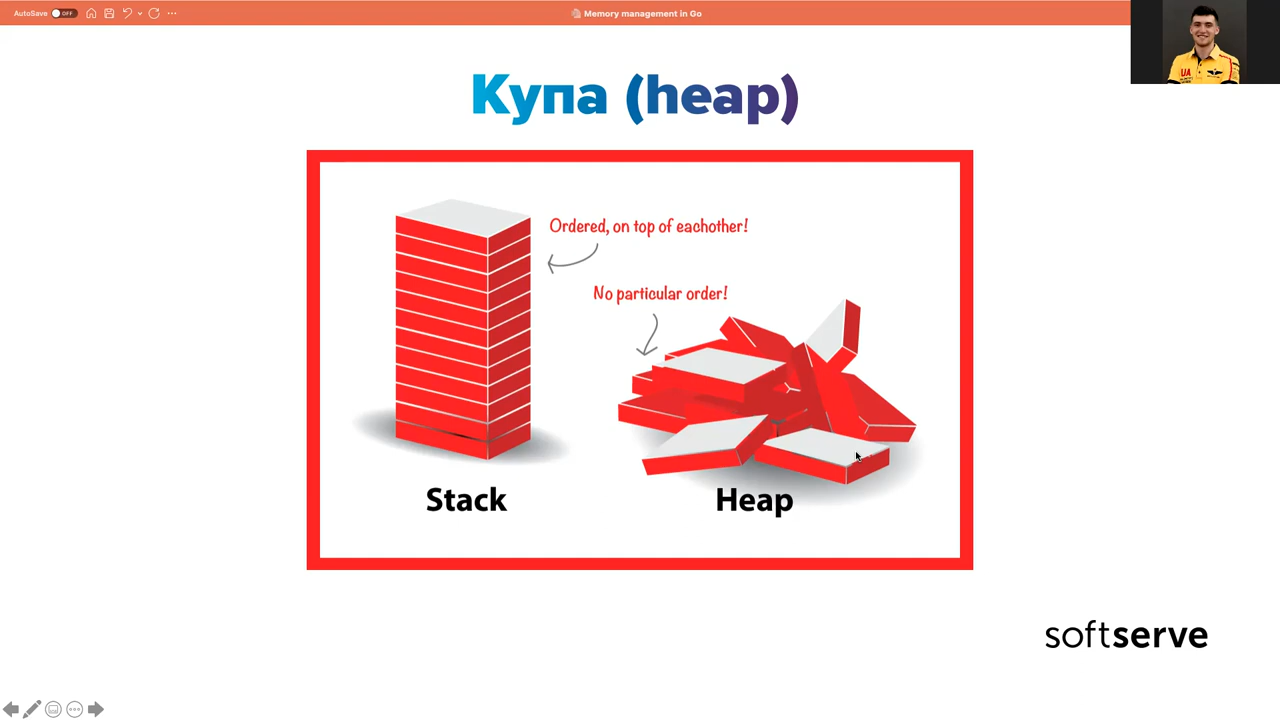 AutoSave OFF
Memory management in Go
UA
Купа (heap)
Ordered, on top of eachother!
No particular order!
Stack
Heap
softserve